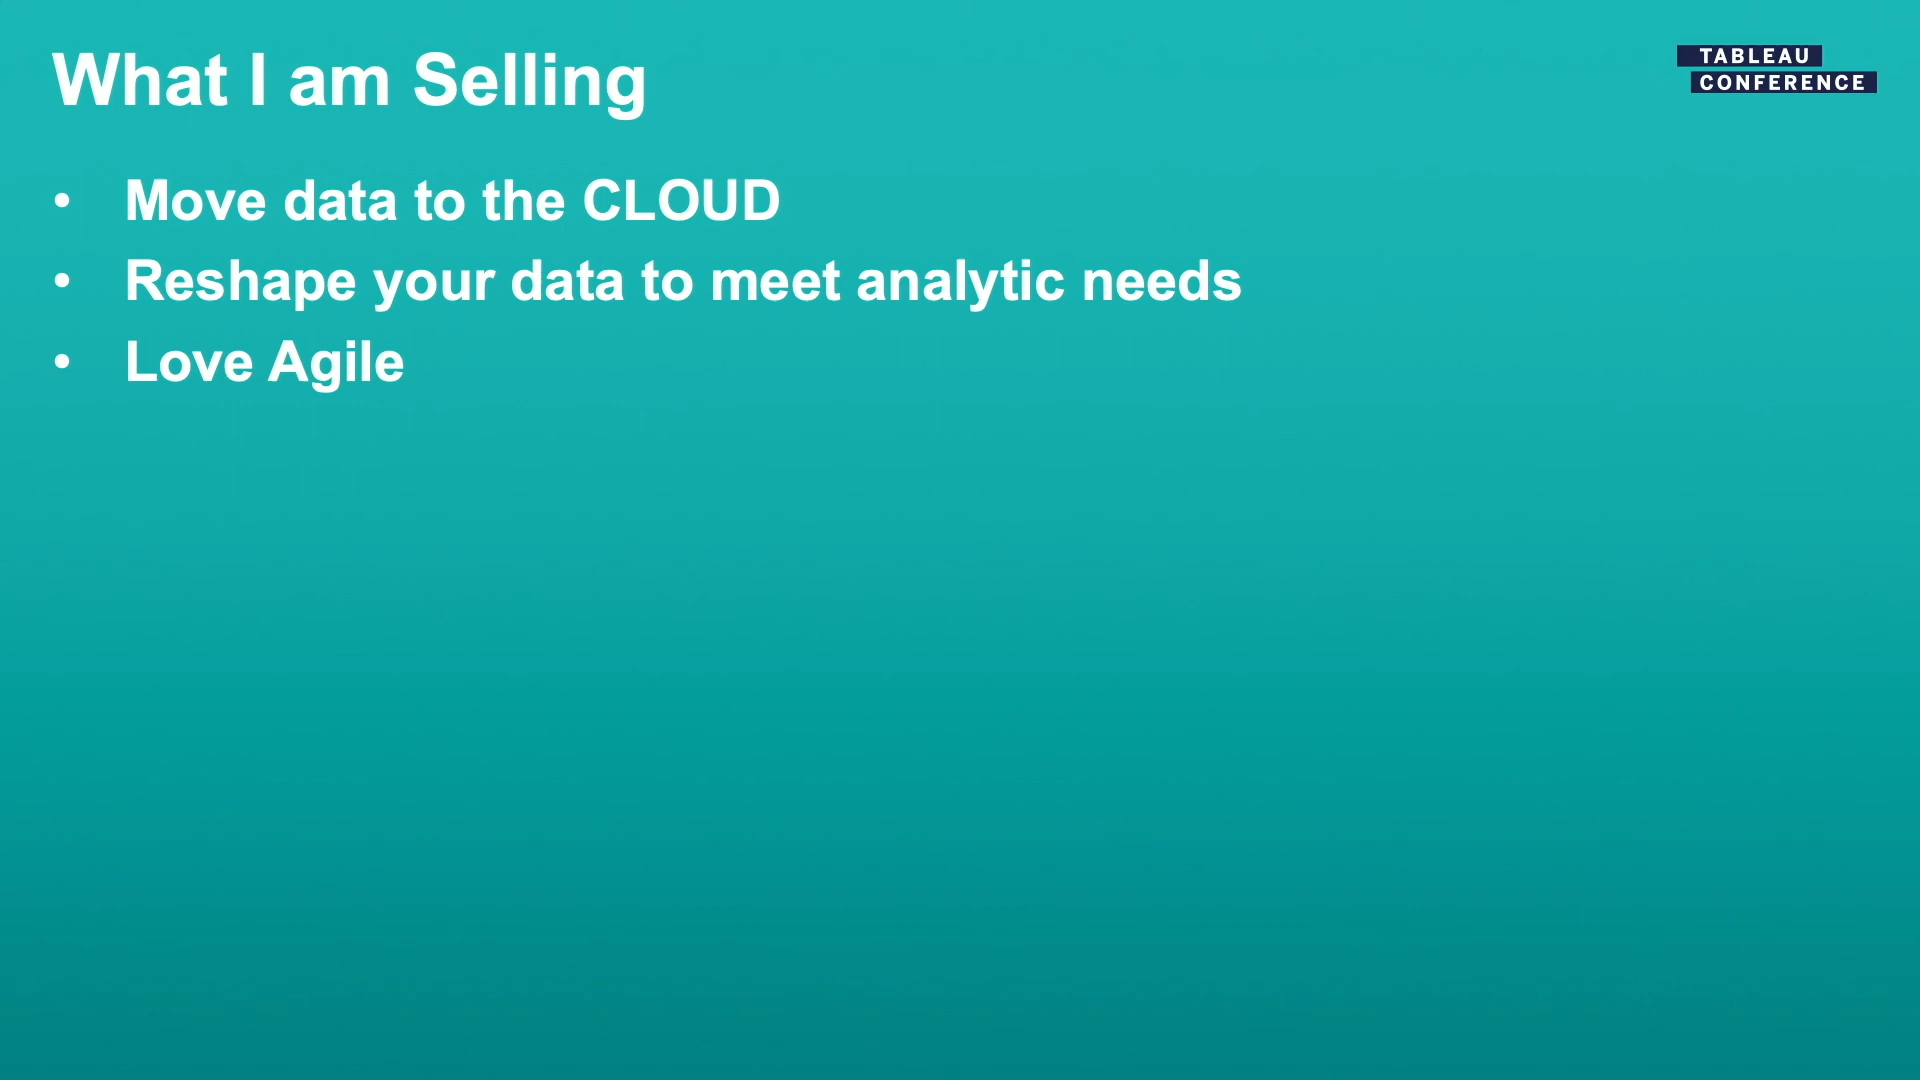 What I am Selling
TABLEAU
CONFERENCE
• Move data to the CLOUD
• Reshape your data to meet analytic needs
• Love Agile